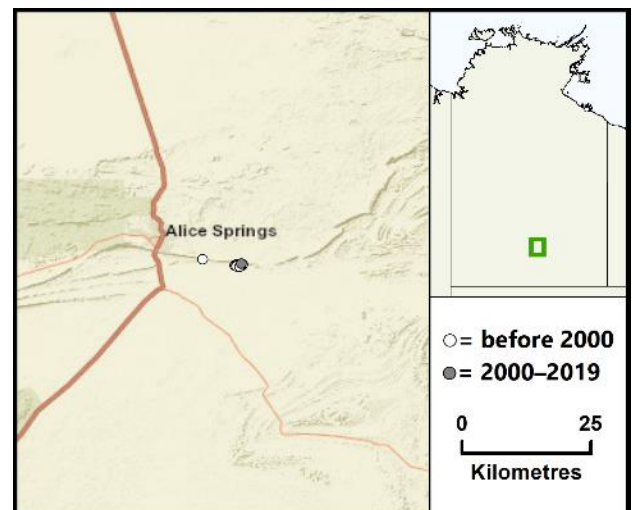 Alice Springs
= before 2000
= 2000–2019
0 25
Kilometres